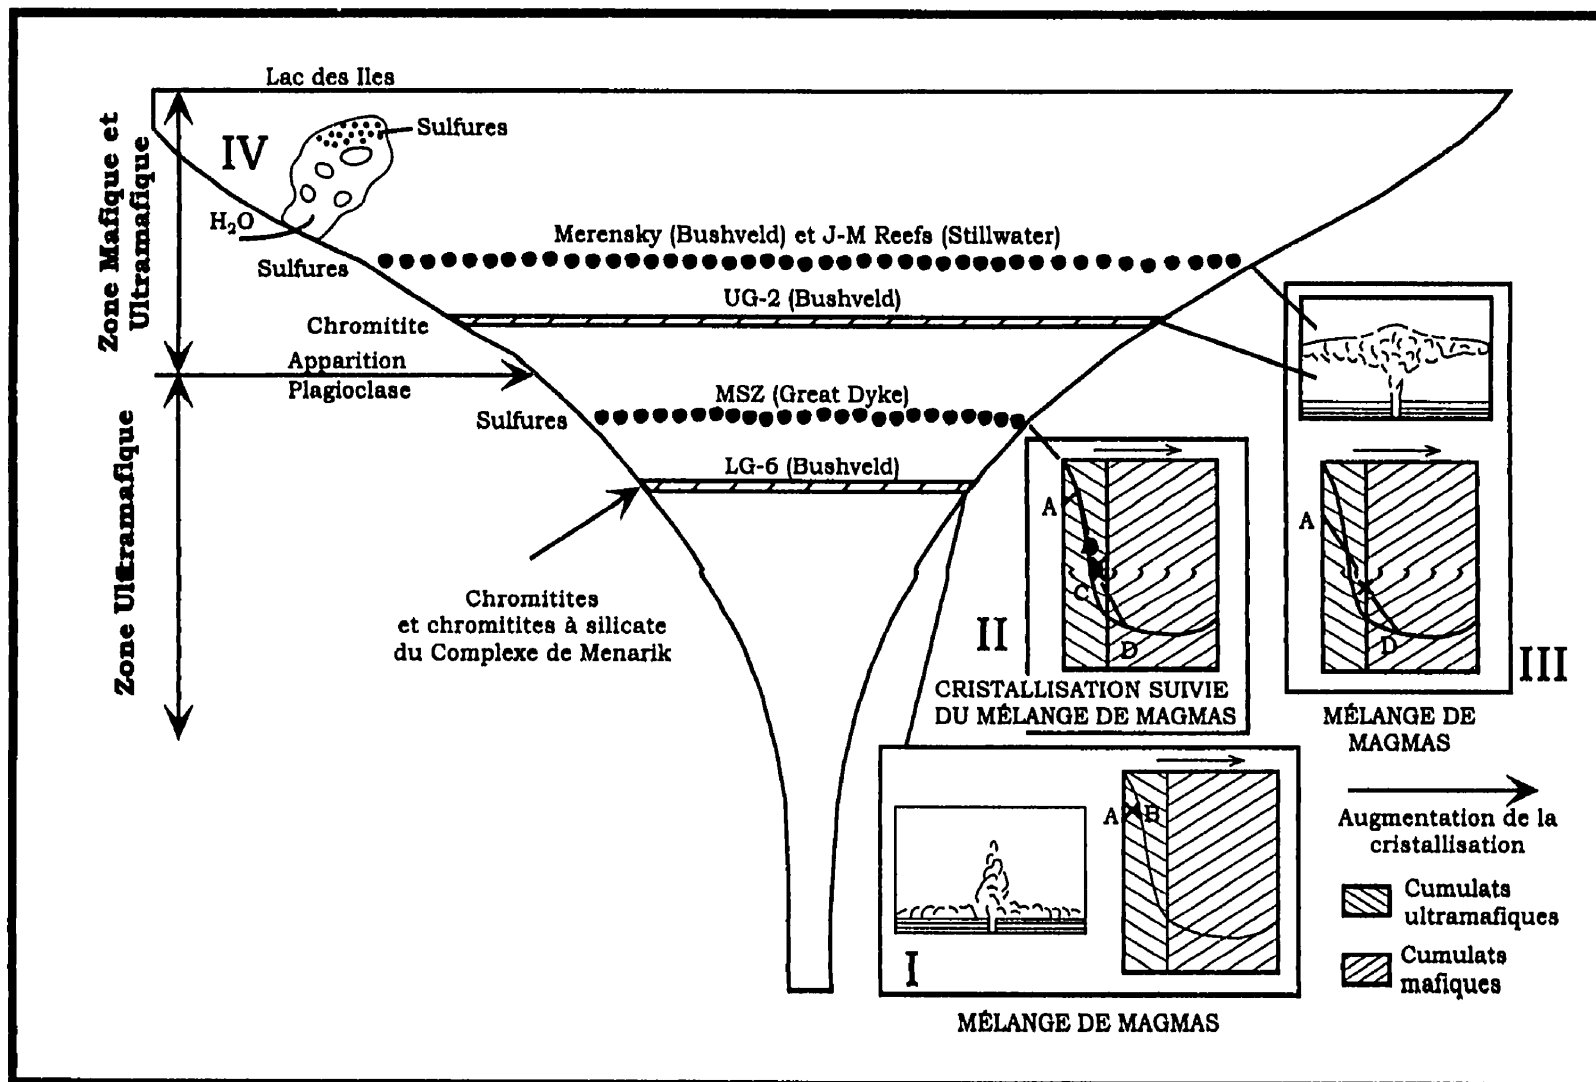 Lac des Iles
Zone Mafique et
Ultramafique
IV
Sulfures
H2O
Merensky (Bushveld) et J-M Reefs (Stillwater)
Sulfures
UG-2 (Bushveld)
Chromitite
Apparition
Plagioclase
MSZ (Great Dyke)
Sulfures
LG-6 (Bushveld)
Zone Ultramafique
Chromitites
et chromitites à silicate
du Complexe de Menarik
A
C
D
II
CRISTALLISATION SUIVIE
DU MÉLANGE DE MAGMAS
A
D
III
MÉLANGE DE
MAGMAS
A
B
I
MÉLANGE DE MAGMAS
Augmentation de la
cristallisation
Cumulats
ultramafiques
Cumulats
mafiques